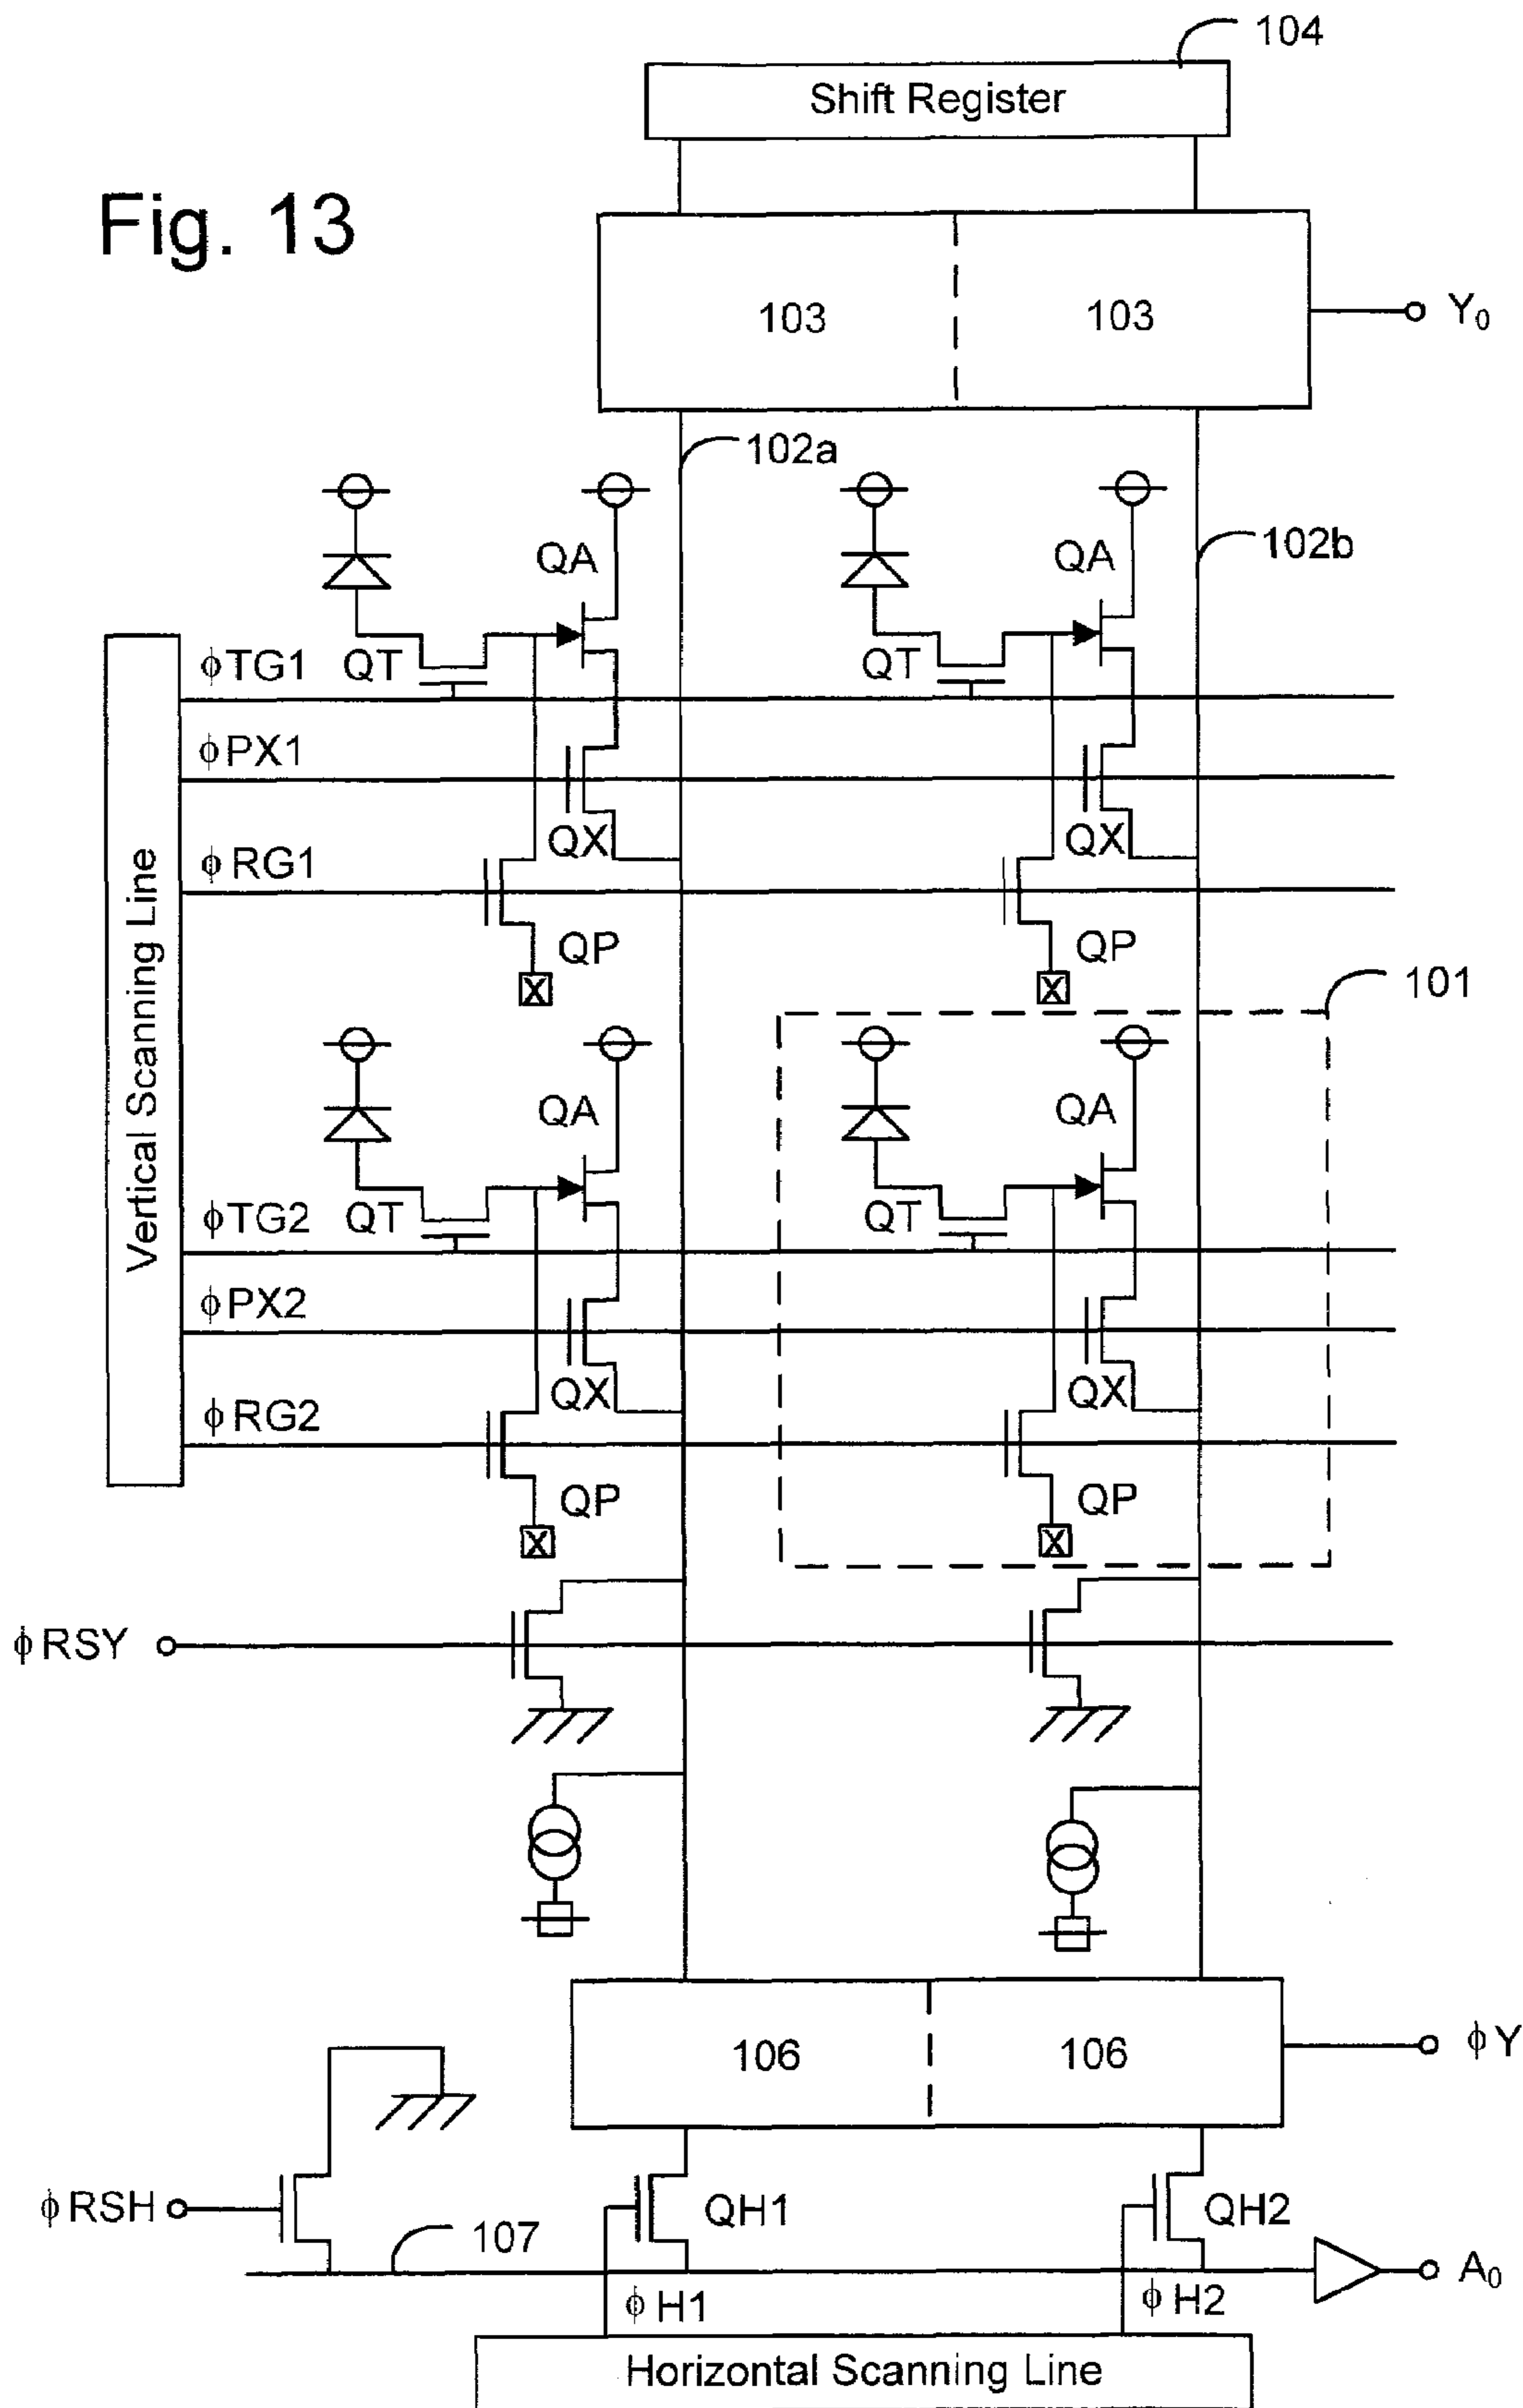 104
Shift Register
Fig. 13
103 103 Y₀
102a
102b
QA QA
ϕTG1 QT QT
ϕPX1
QX QX
ϕRG1
QP QP
X X
101
Vertical Scanning Line
QA QA
ϕTG2 QT QT
ϕPX2
QX QX
ϕRG2
QP QP
X X
ϕRSY
106 106 ϕY
ϕRSH QH1 QH2
107
A₀
ϕH1 ϕH2
Horizontal Scanning Line